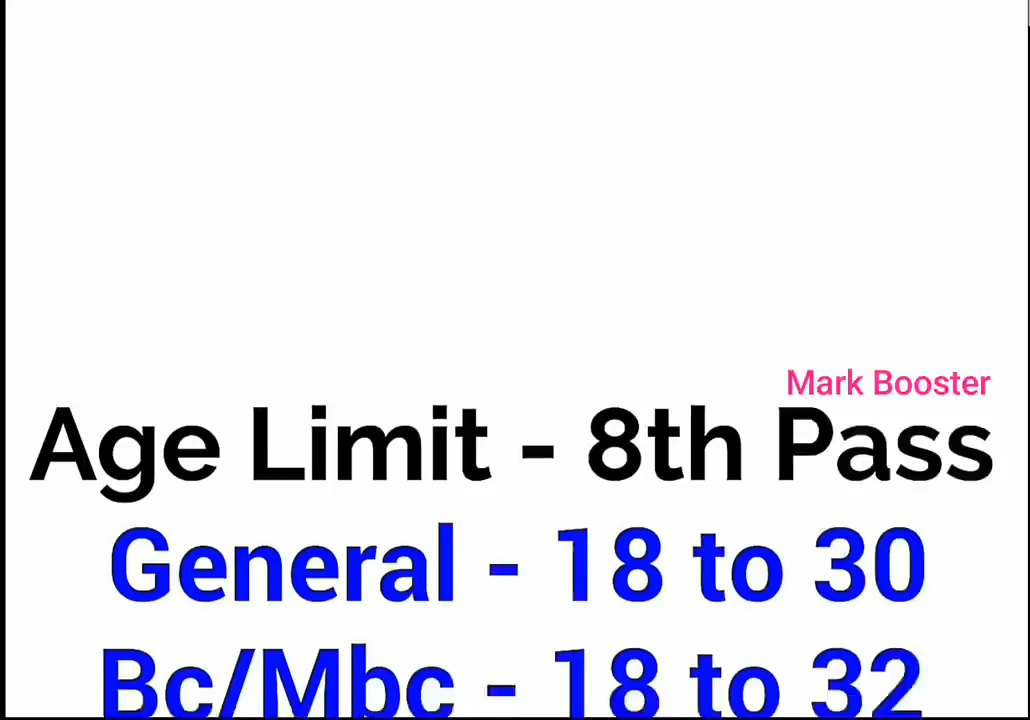 Mark Booster
Age Limit - 8th Pass
General - 18 to 30
Bc/Mbc - 18 to 32